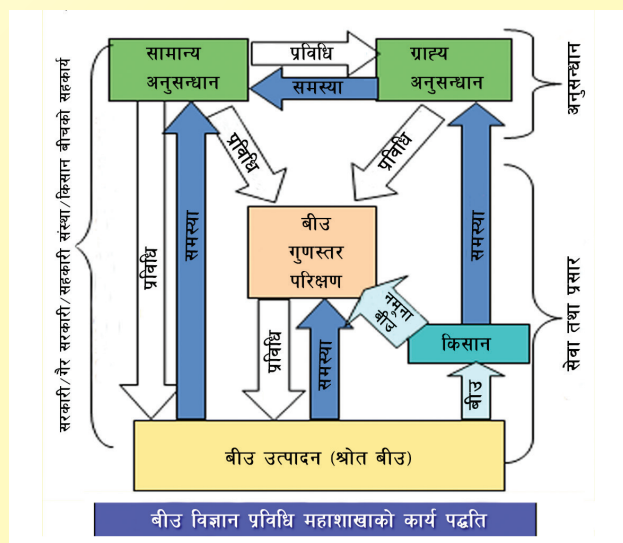 सामान्य
अनुसन्धान
प्रविधि
समस्या
ग्राह्य
अनुसन्धान
अनुसन्धान
सरकारी/गैर सरकारी/सहकारी संस्था/किसान बीचको सहकार्य
प्रविधि
प्रविधि
प्रविधि
समस्या
बीउ
गुणस्तर
परिक्षण
समस्या
सेवा तथा प्रसार
नमूना
बीउ
किसान
प्रविधि
समस्या
बीउ
बीउ उत्पादन (श्रोत बीउ)
बीउ विज्ञान प्रविधि महाशाखाको कार्य पद्धति